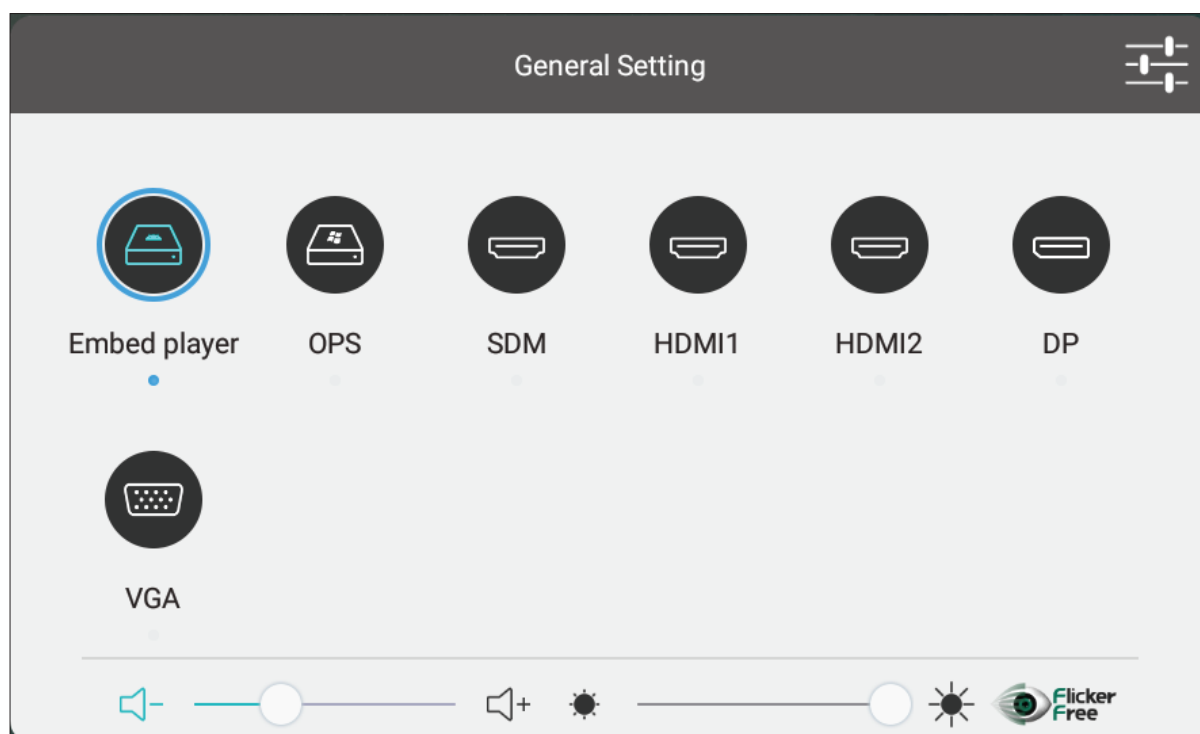 General Setting
Embed player OPS SDM HDMI1 HDMI2 DP
VGA
Flicker
Free